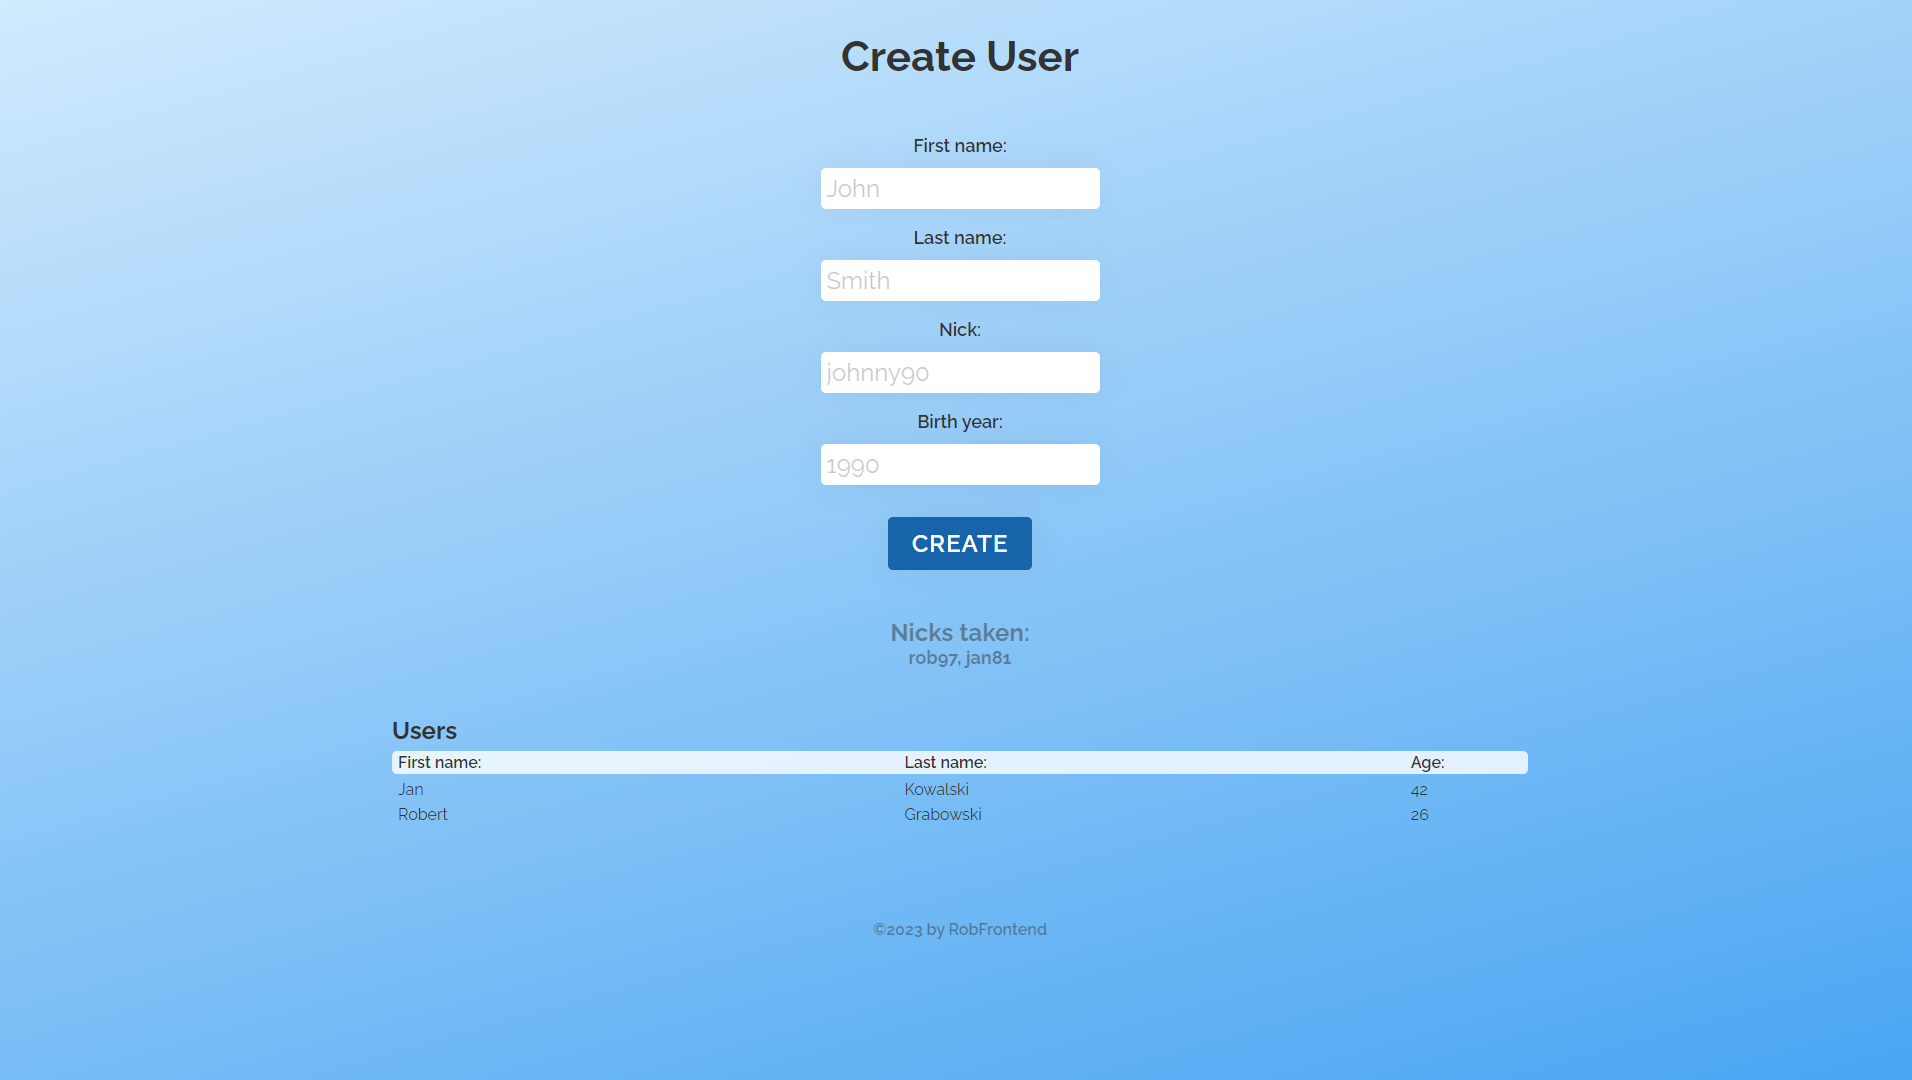 Create User
First name:
John
Last name:
Smith
Nick:
johnny90
Birth year:
1990
CREATE
Nicks taken:
rob97, jan81
Users
First name: Last name: Age:
Jan Kowalski 42
Robert Grabowski 26
©2023 by RobFrontend